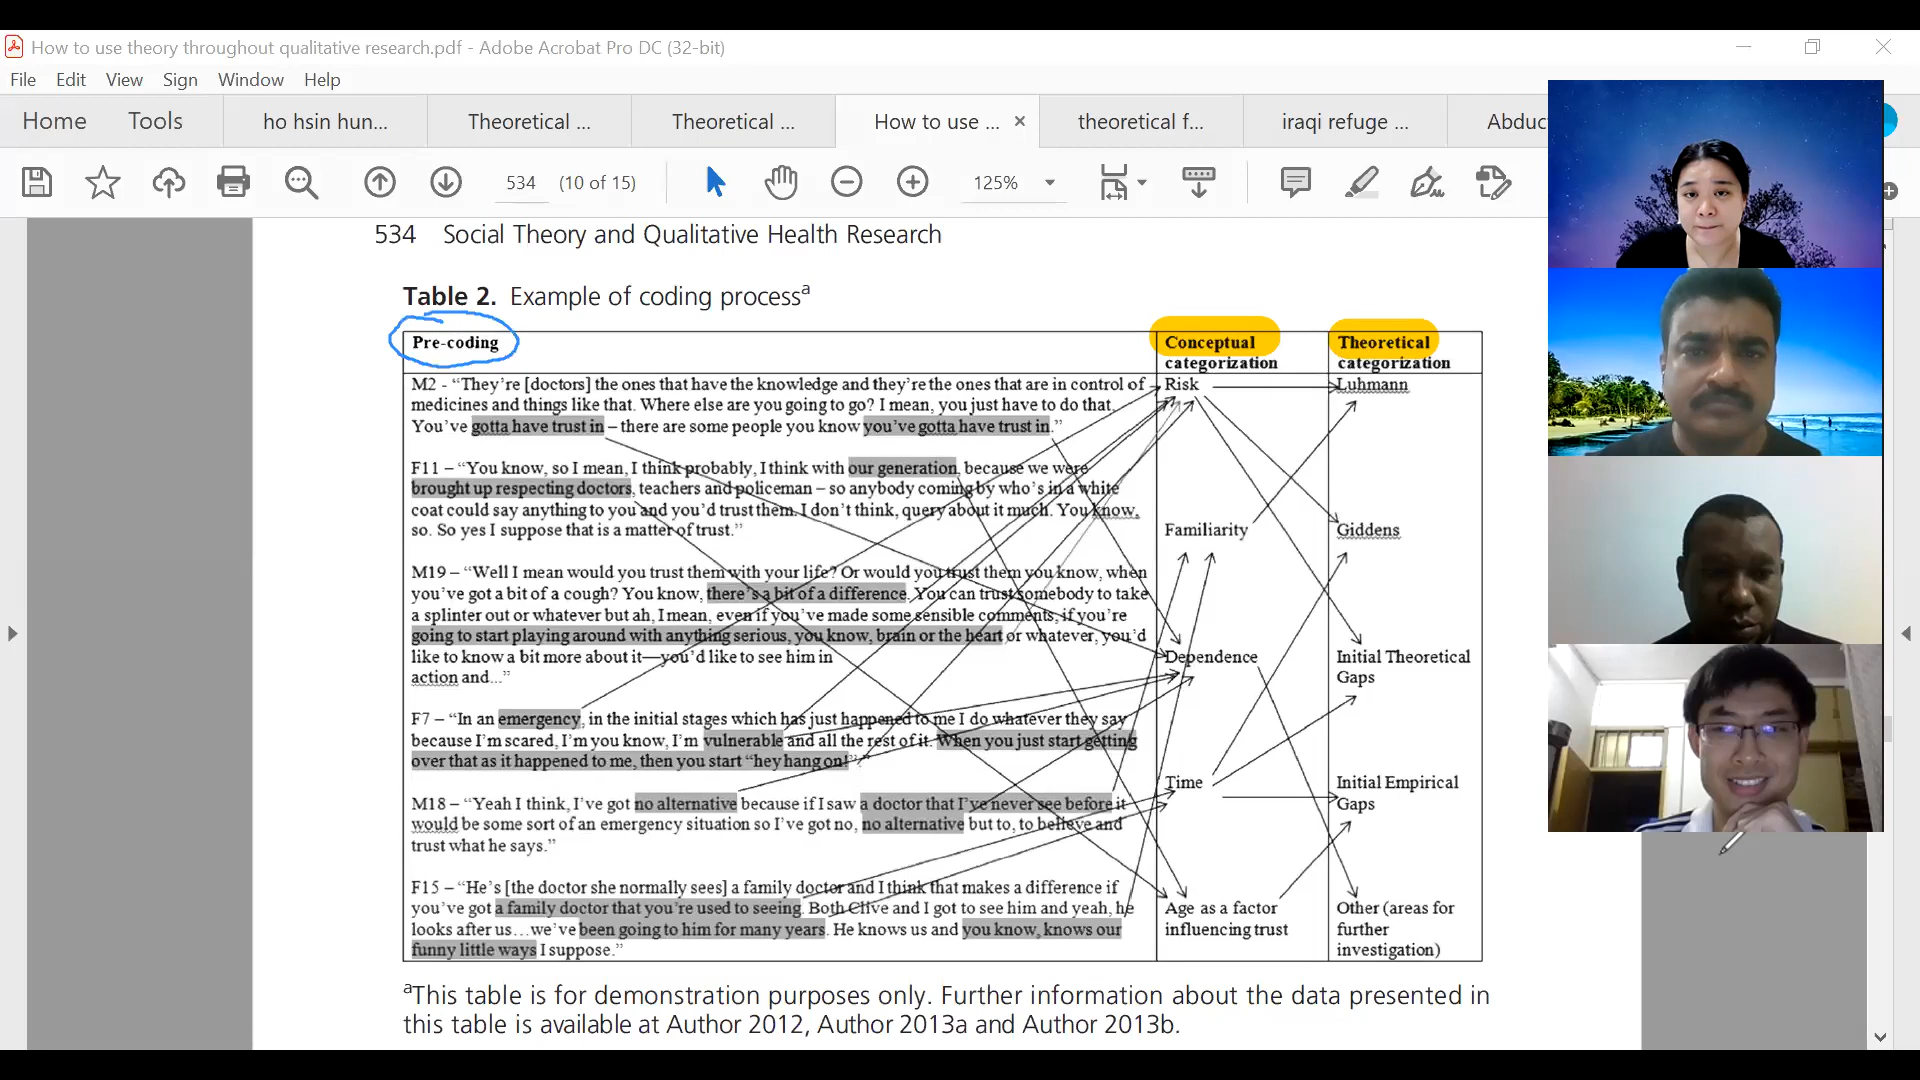 How to use theory throughout qualitative research.pdf - Adobe Acrobat Pro DC (32-bit)
File Edit View Sign Window Help
Home Tools ho hsin hun... Theoretical ... Theoretical ... How to use ... × theoretical f... iraqi refuge ... Abduc
534 (10 of 15) 125%
534 Social Theory and Qualitative Health Research
Table 2. Example of coding processa
Pre-coding
M2 - “They’re [doctors] the ones that have the knowledge and they’re the ones that are in control of
medicines and things like that. Where else are you going to go? I mean, you just have to do that.
You’ve gotta have trust in – there are some people you know you’ve gotta have trust in.”
F11 – “You know, so I mean, I think probably, I think with our generation, because we were
brought up respecting doctors, teachers and policeman – so anybody coming by who’s in a white
coat could say anything to you and you’d trust them. I don’t think, query about it much. You know,
so. So yes I suppose that is a matter of trust.”
M19 – “Well I mean would you trust them with your life? Or would you trust them you know, when
you’ve got a bit of a cough? You know, there’s a bit of a difference. You can trust somebody to take
a splinter out or whatever but ah, I mean, even if you’ve made some sensible comments, if you’re
going to start playing around with anything serious, you know, brain or the heart or whatever, you’d
like to know a bit more about it—you’d like to see him in
action and...”
F7 – “In an emergency, in the initial stages which has just happened to me I do whatever they say
because I’m scared, I’m you know, I’m vulnerable and all the rest of it. When you just start getting
over that as it happened to me, then you start “hey hang on!”.”
M18 – “Yeah I think, I’ve got no alternative because if I saw a doctor that I’ve never see before it
would be some sort of an emergency situation so I’ve got no, no alternative but to, to believe and
trust what he says.”
F15 – “He’s [the doctor she normally sees] a family doctor and I think that makes a difference if
you’ve got a family doctor that you’re used to seeing. Both Clive and I got to see him and yeah, he
looks after us…we’ve been going to him for many years. He knows us and you know, knows our
funny little ways I suppose.”
Conceptual
categorization
Risk
Familiarity
Dependence
Time
Age as a factor
influencing trust
Theoretical
categorization
Luhmann
Giddens
Initial Theoretical
Gaps
Initial Empirical
Gaps
Other (areas for
further
investigation)
aThis table is for demonstration purposes only. Further information about the data presented in
this table is available at Author 2012, Author 2013a and Author 2013b.